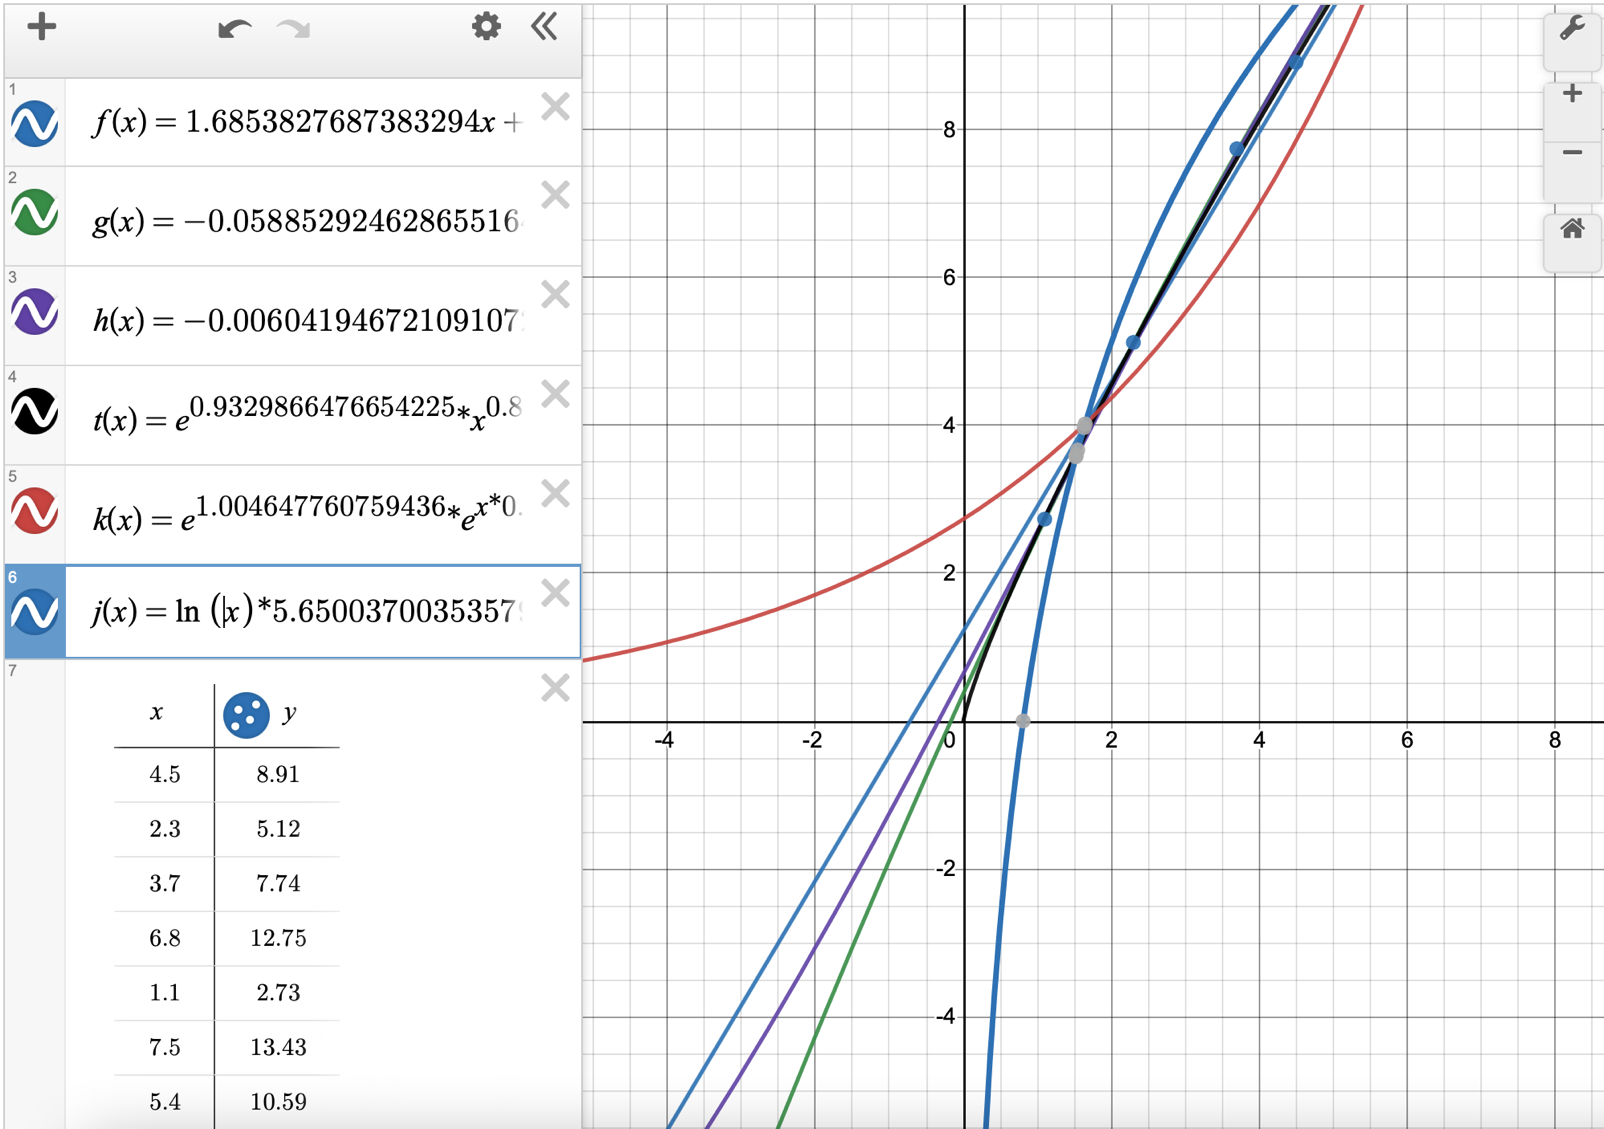 1
f(x) = 1.6853827687383294x +
2
g(x) = −0.05885292462865516
3
h(x) = −0.00604194672109107
4
t(x) = e^0.9329866476654225*x^0.8
5
k(x) = e^1.004647760759436*e^x*0.
6
j(x) = ln (x)*5.6500370035357
7
x y
4.5 8.91
2.3 5.12
3.7 7.74
6.8 12.75
1.1 2.73
7.5 13.43
5.4 10.59
8
6
4
2
-4 -2 0 2 4 6 8
-2
-4